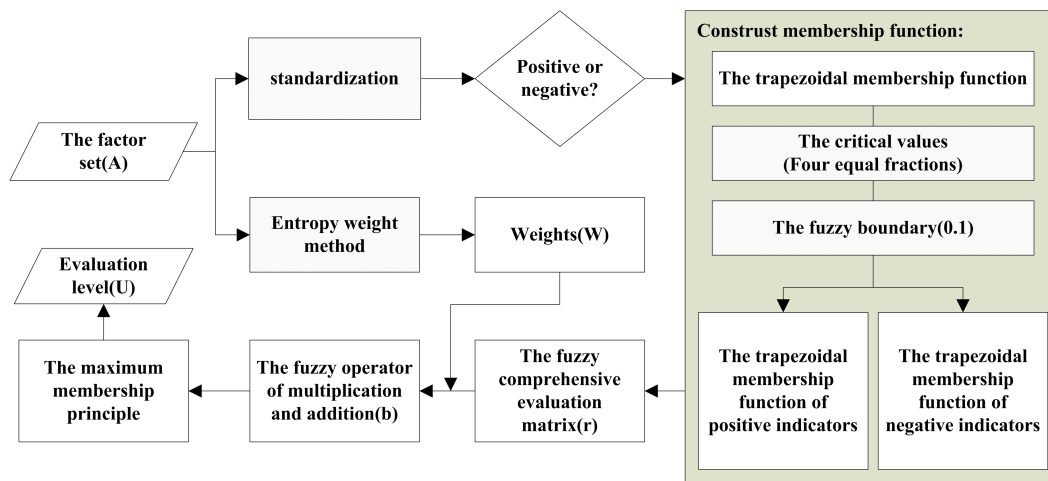 The factor
set(A)
standardization
Positive or
negative?
Entropy weight
method
Weights(W)
Construst membership function:
The trapezoidal membership function
The critical values
(Four equal fractions)
The fuzzy boundary(0.1)
The trapezoidal
membership
function of
positive indicators
The trapezoidal
membership
function of
negative indicators
The fuzzy
comprehensive
evaluation
matrix(r)
The fuzzy operator
of multiplication
and addition(b)
The maximum
membership
principle
Evaluation
level(U)